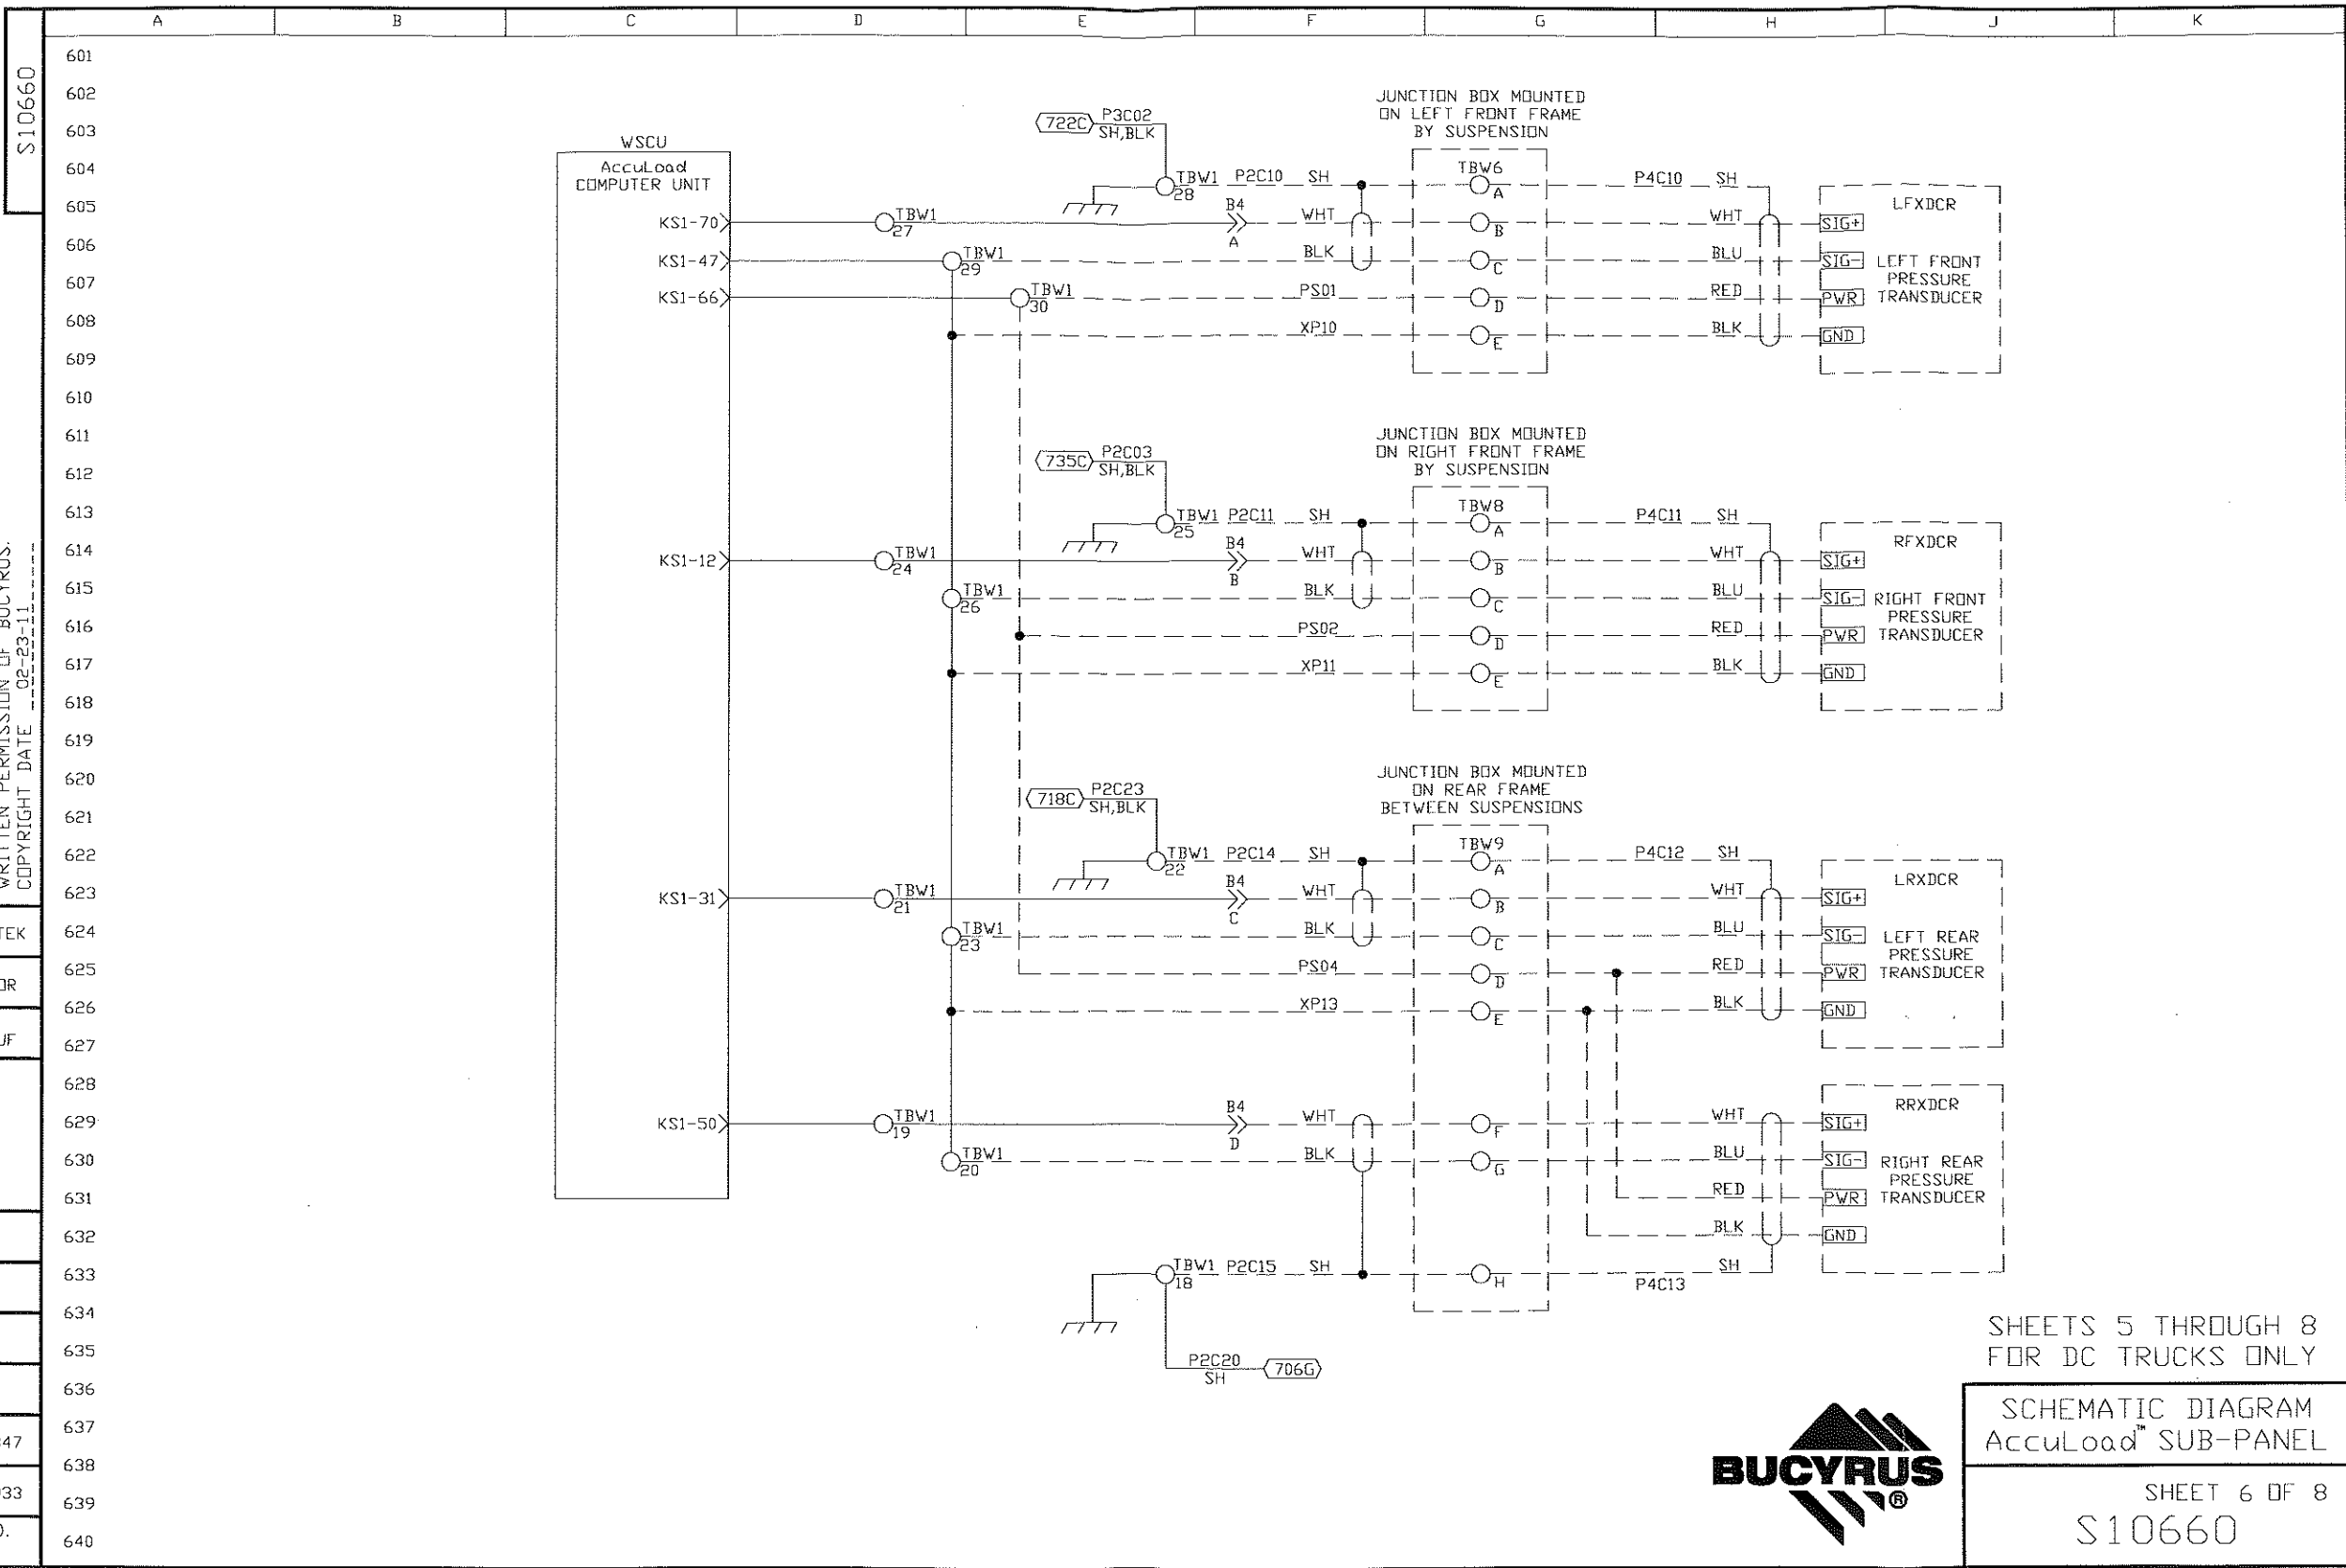 A B C D E F G H J K
S10660
601
602
603
604
605
606
607
608
609
610
611
612
613
614
615
616
617
618
619
620
621
622
623
624
625
626
627
628
629
630
631
632
633
634
635
636
637
638
639
640
WRITTEN PERMISSION OF BUCYRUS.
COPYRIGHT DATE 02-23-11
WSCU
AccuLoad
COMPUTER UNIT
KS1-70
KS1-47
KS1-66
KS1-12
KS1-31
KS1-50
722C P3C02
SH,BLK
JUNCTION BOX MOUNTED
ON LEFT FRONT FRAME
BY SUSPENSION
TBW1 28 P2C10 SH TBW6 A P4C10 SH
TBW1 27 B4 A WHT B WHT SIG+
TBW1 29 BLK C BLU SIG-
TBW1 30 PS01 D RED PWR
XP10 E BLK GND
LFXDCR
LEFT FRONT
PRESSURE
TRANSDUCER
735C P2C03
SH,BLK
JUNCTION BOX MOUNTED
ON RIGHT FRONT FRAME
BY SUSPENSION
TBW1 25 P2C11 SH TBW8 A P4C11 SH
TBW1 24 B4 B WHT B WHT SIG+
TBW1 26 BLK C BLU SIG-
PS02 D RED PWR
XP11 E BLK GND
RFXDCR
RIGHT FRONT
PRESSURE
TRANSDUCER
718C P2C23
SH,BLK
JUNCTION BOX MOUNTED
ON REAR FRAME
BETWEEN SUSPENSIONS
TBW1 22 P2C14 SH TBW9 A P4C12 SH
TBW1 21 B4 C WHT B WHT SIG+
TBW1 23 BLK C BLU SIG-
PS04 D RED PWR
XP13 E BLK GND
LRXDCR
LEFT REAR
PRESSURE
TRANSDUCER
TBW1 19 B4 D WHT F WHT SIG+
TBW1 20 BLK G BLU SIG-
RED PWR
BLK GND
RRXDCR
RIGHT REAR
PRESSURE
TRANSDUCER
TBW1 18 P2C15 SH H P4C13 SH
P2C20
SH 706G
SHEETS 5 THROUGH 8
FOR DC TRUCKS ONLY
BUCYRUS®
SCHEMATIC DIAGRAM
AccuLoad™ SUB-PANEL
SHEET 6 OF 8
S10660